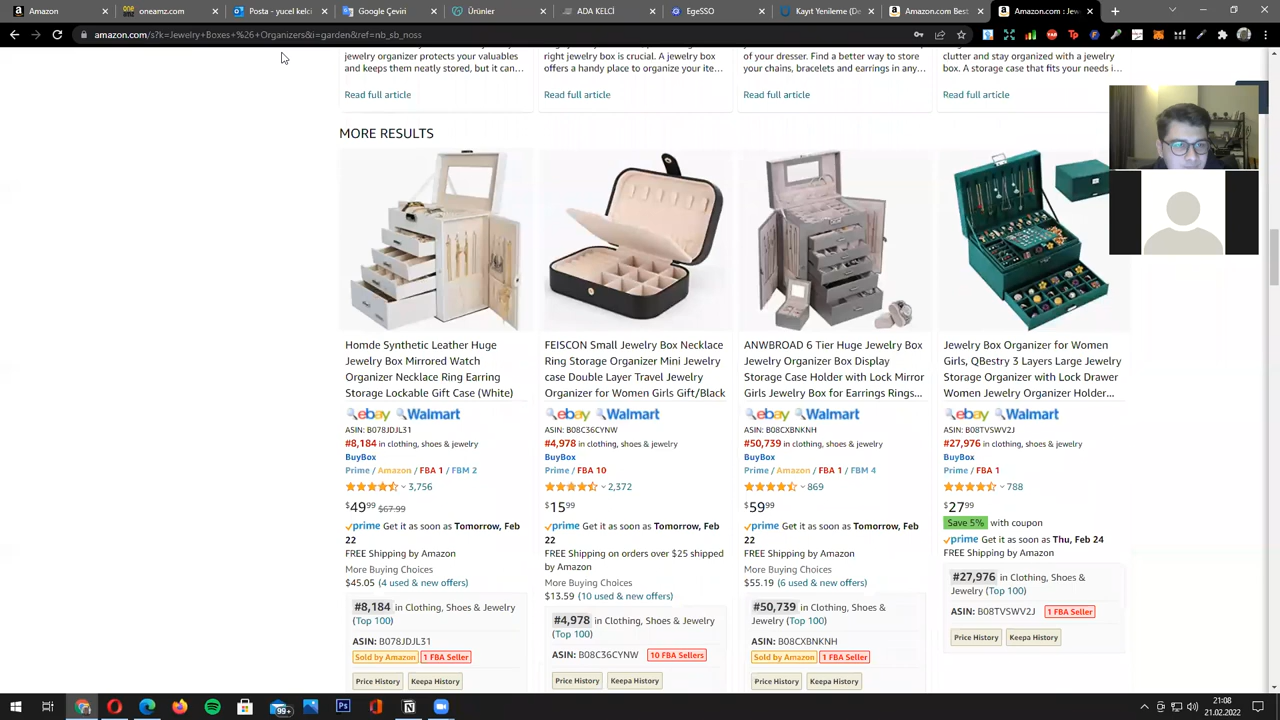 Amazon
oneamz.com
Posta - yucel kelci
Google Çeviri
Ürünler
ADA KELCİ
EgeSSO
Kayıt Yenileme (De
Amazon.com: Boss
Amazon.com : Jew
amazon.com/s?k=Jewelry+Boxes+%26+Organizers&i=garden&ref=nb_sb_noss
jewelry organizer protects your valuables
and keeps them neatly stored, but it can…
Read full article
right jewelry box is crucial. A jewelry box
offers a handy place to organize your ite…
Read full article
of your dresser. Find a better way to store
your chains, bracelets and earrings in any…
Read full article
clutter and stay organized with a jewelry
box. A storage case that fits your needs i…
Read full article
MORE RESULTS
Homde Synthetic Leather Huge
Jewelry Box Mirrored Watch
Organizer Necklace Ring Earring
Storage Lockable Gift Case (White)
ebay Walmart
ASIN: B078JDJL31
#8,184 in clothing, shoes & jewelry
BuyBox
Prime / Amazon / FBA 1 / FBM 2
3,756
$49⁹⁹ $67.99
prime Get it as soon as Tomorrow, Feb
22
FREE Shipping by Amazon
More Buying Choices
$45.05 (4 used & new offers)
#8,184 in Clothing, Shoes & Jewelry
(Top 100)
ASIN: B078JDJL31
Sold by Amazon 1 FBA Seller
Price History Keepa History
FEISCON Small Jewelry Box Necklace
Ring Storage Organizer Mini Jewelry
case Double Layer Travel Jewelry
Organizer for Women Girls Gift/Black
ebay Walmart
ASIN: B08C36CYNW
#4,978 in clothing, shoes & jewelry
BuyBox
Prime / FBA 10
2,372
$15⁹⁹
prime Get it as soon as Tomorrow, Feb
22
FREE Shipping on orders over $25 shipped
by Amazon
More Buying Choices
$13.59 (10 used & new offers)
#4,978 in Clothing, Shoes & Jewelry
(Top 100)
ASIN: B08C36CYNW 10 FBA Sellers
Price History Keepa History
ANWBROAD 6 Tier Huge Jewelry Box
Jewelry Organizer Box Display
Storage Case Holder with Lock Mirror
Girls Jewelry Box for Earrings Rings…
ebay Walmart
ASIN: B08CXBNKNH
#50,739 in clothing, shoes & jewelry
BuyBox
Prime / Amazon / FBA 1 / FBM 4
869
$59⁹⁹
prime Get it as soon as Tomorrow, Feb
22
FREE Shipping by Amazon
More Buying Choices
$55.19 (6 used & new offers)
#50,739 in Clothing, Shoes &
Jewelry (Top 100)
ASIN: B08CXBNKNH
Sold by Amazon 1 FBA Seller
Price History Keepa History
Jewelry Box Organizer for Women
Girls, QBestry 3 Layers Large Jewelry
Storage Organizer with Lock Drawer
Women Jewelry Organizer Holder…
ebay Walmart
ASIN: B08TVSWV2J
#27,976 in clothing, shoes & jewelry
BuyBox
Prime / FBA 1
788
$27⁹⁹
Save 5% with coupon
prime Get it as soon as Thu, Feb 24
FREE Shipping by Amazon
#27,976 in Clothing, Shoes &
Jewelry (Top 100)
ASIN: B08TVSWV2J 1 FBA Seller
Price History Keepa History
99+
21:08
21.02.2022